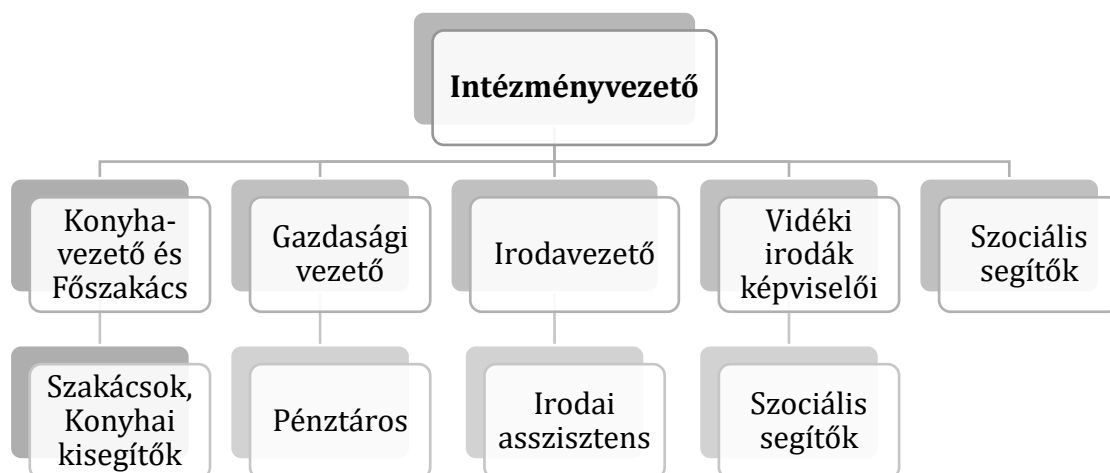 Intézményvezető
Konyha-
vezető és
Főszakács
Gazdasági
vezető
Irodavezető
Vidéki
irodák
képviselői
Szociális
segítők
Szakácsok,
Konyhai
kisegítők
Pénztáros
Irodai
asszisztens
Szociális
segítők